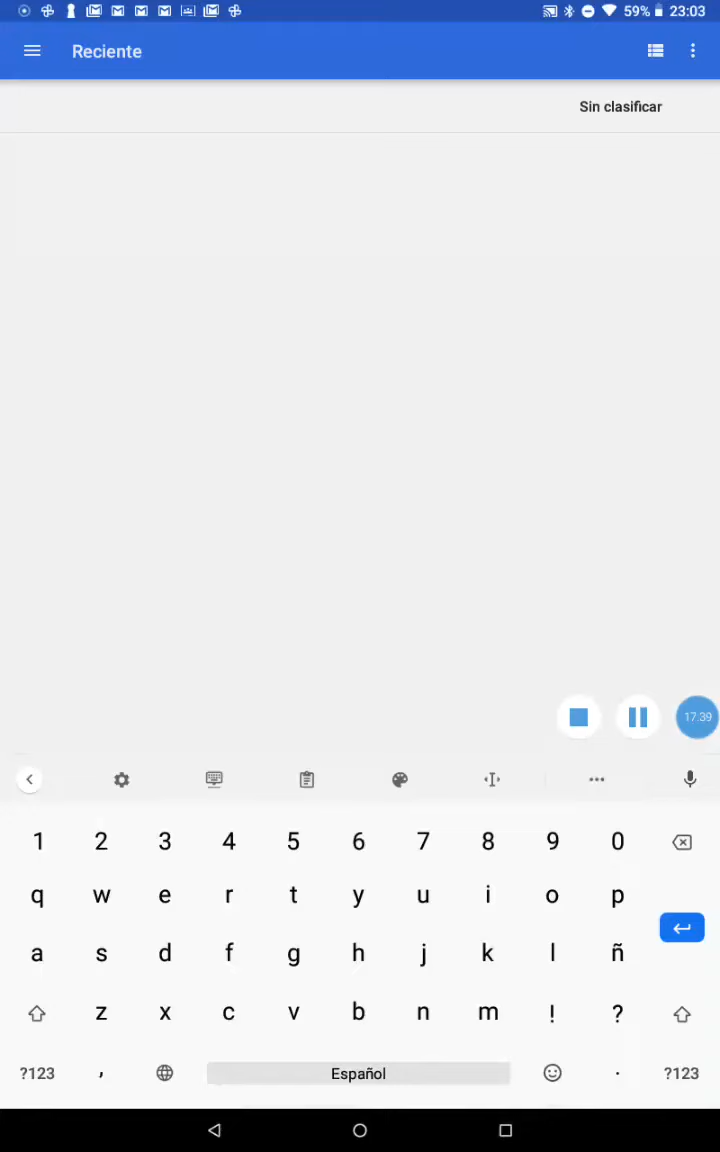 59% 23:03
Reciente
Sin clasificar
17:39
1 2 3 4 5 6 7 8 9 0
q w e r t y u i o p
a s d f g h j k l ñ
z x c v b n m ! ?
?123 , Español . ?123